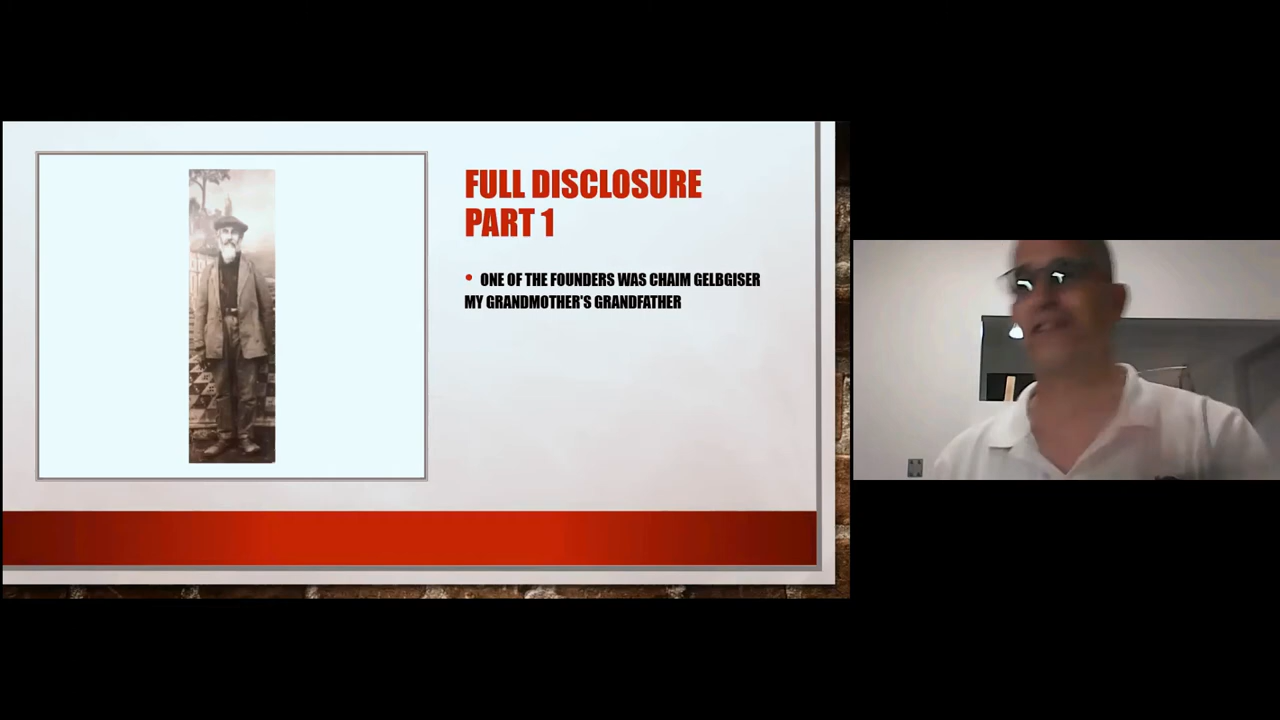 FULL DISCLOSURE
PART 1
• ONE OF THE FOUNDERS WAS CHAIM GELBGISER
MY GRANDMOTHER'S GRANDFATHER